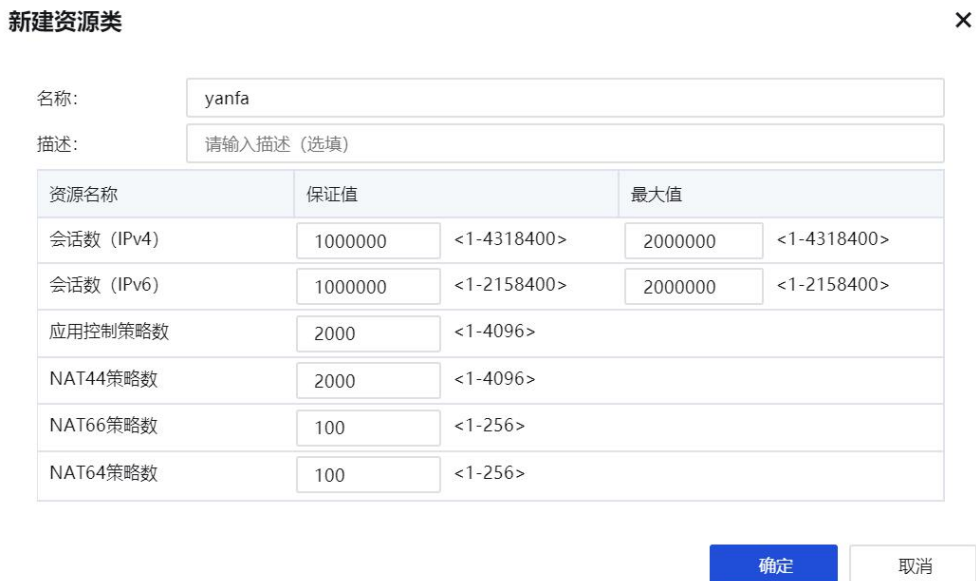 新建资源类 ×
名称： yanfa
描述： 请输入描述（选填）
资源名称 保证值 最大值
会话数（IPv4） 1000000 <1-4318400> 2000000 <1-4318400>
会话数（IPv6） 1000000 <1-2158400> 2000000 <1-2158400>
应用控制策略数 2000 <1-4096>
NAT44策略数 2000 <1-4096>
NAT66策略数 100 <1-256>
NAT64策略数 100 <1-256>
确定 取消